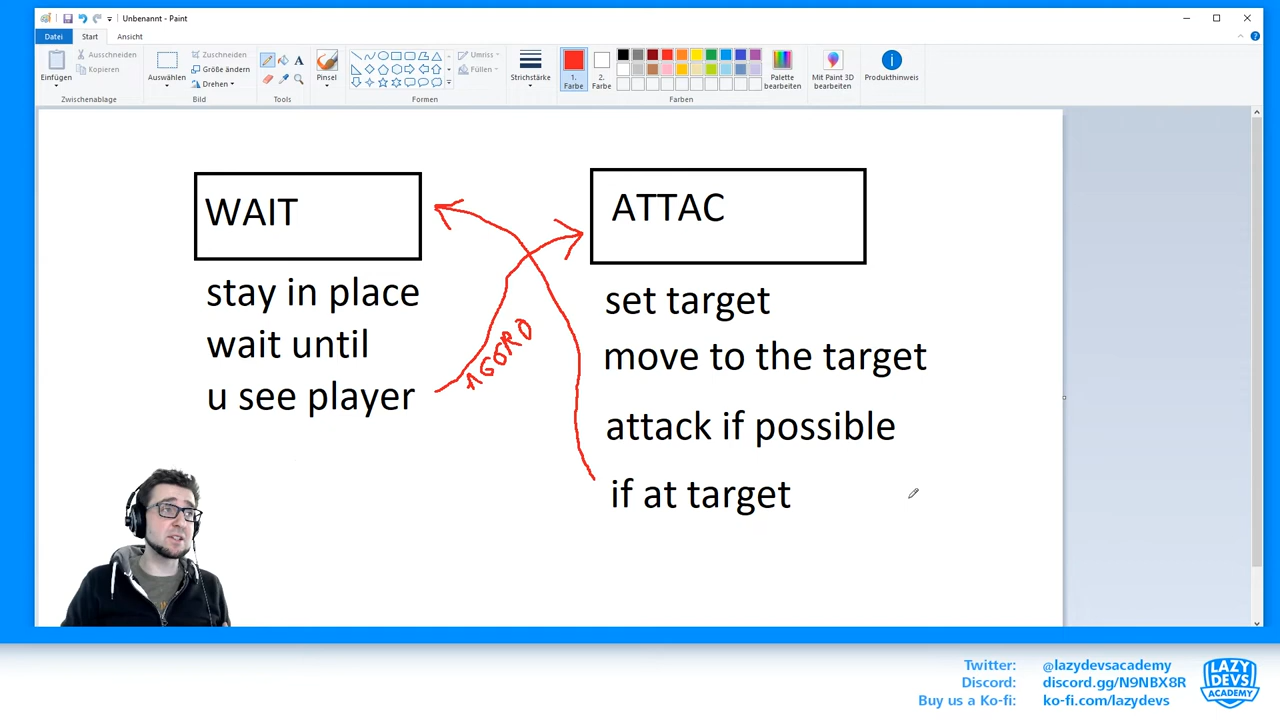 Unbenannt - Paint
Datei
Start
Ansicht
Einfügen
Ausschneiden
Kopieren
Zwischenablage
Auswählen
Zuschneiden
Größe ändern
Drehen
Bild
A
Tools
Pinsel
Formen
Umriss
Füllen
Strichstärke
1. Farbe
2. Farbe
Farben
Palette bearbeiten
Mit Paint 3D bearbeiten
Produkthinweis
WAIT
stay in place
wait until
u see player
AGGRO
ATTAC
set target
move to the target
attack if possible
if at target
Twitter: @lazydevsacademy
Discord: discord.gg/N9NBX8R
Buy us a Ko-fi: ko-fi.com/lazydevs
LAZY
DEVS
ACADEMY